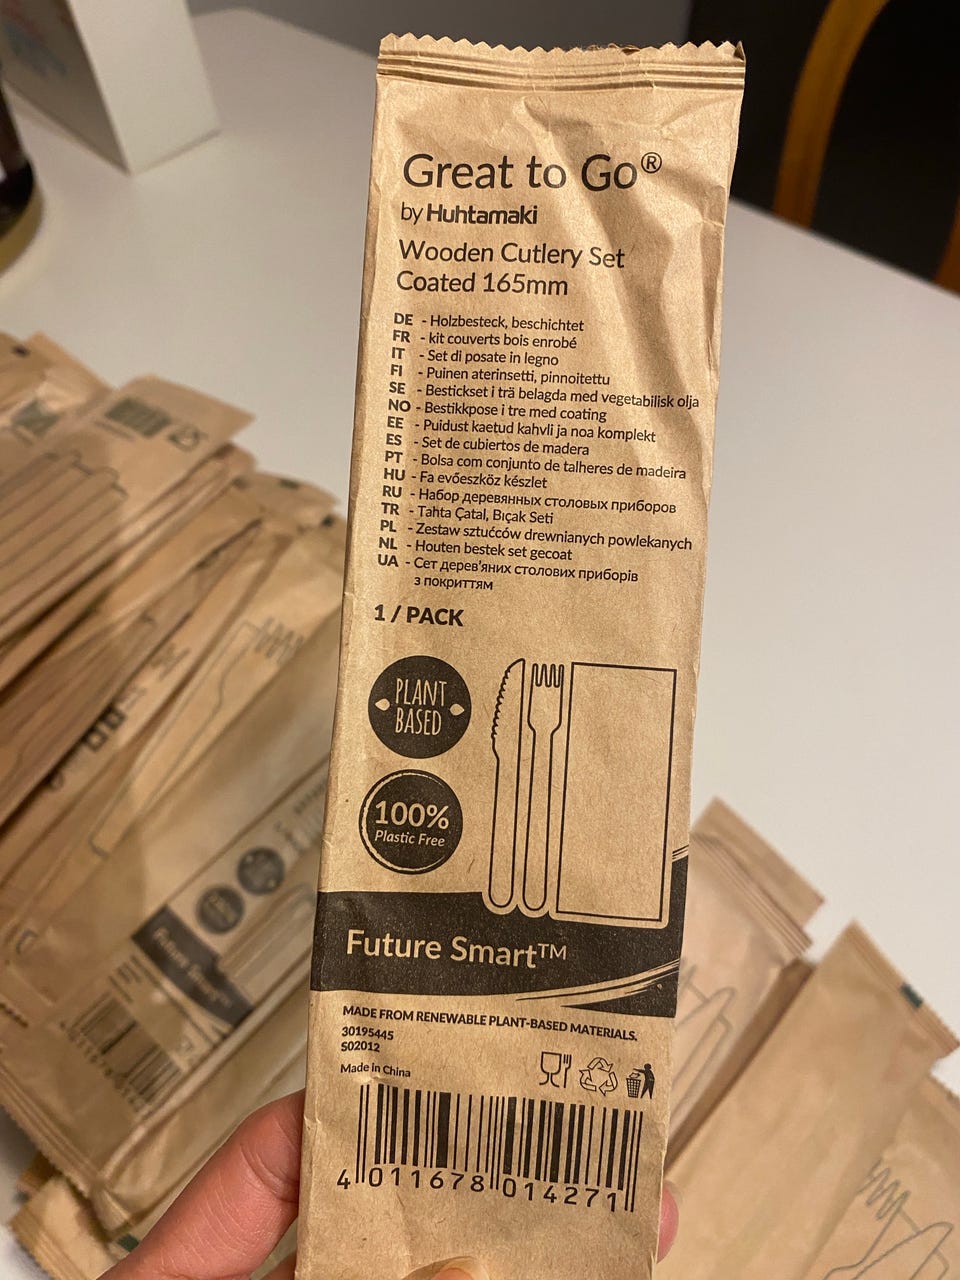 Great to Go®
by Huhtamaki
Wooden Cutlery Set
Coated 165mm
DE - Holzbesteck, beschichtet
FR - kit couverts bois enrobé
IT - Set di posate in legno
FI - Puinen aterinsetti, pinnoitettu
SE - Bestickset i trä belagda med vegetabilisk olja
NO - Bestikkpose i tre med coating
EE - Puidust kaetud kahvli ja noa komplekt
ES - Set de cubiertos de madera
PT - Bolsa com conjunto de talheres de madeira
HU - Fa evőeszköz készlet
RU - Набор деревянных столовых приборов
TR - Tahta Çatal, Bıçak Seti
PL - Zestaw sztućców drewnianych powlekanych
NL - Houten bestek set gecoat
UA - Сет дерев'яних столових приборів
з покриттям
1 / PACK
PLANT
BASED
100%
Plastic Free
Future Smart™
MADE FROM RENEWABLE PLANT-BASED MATERIALS.
30195445
S02012
Made in China
4 011678 014271
Future Smart™